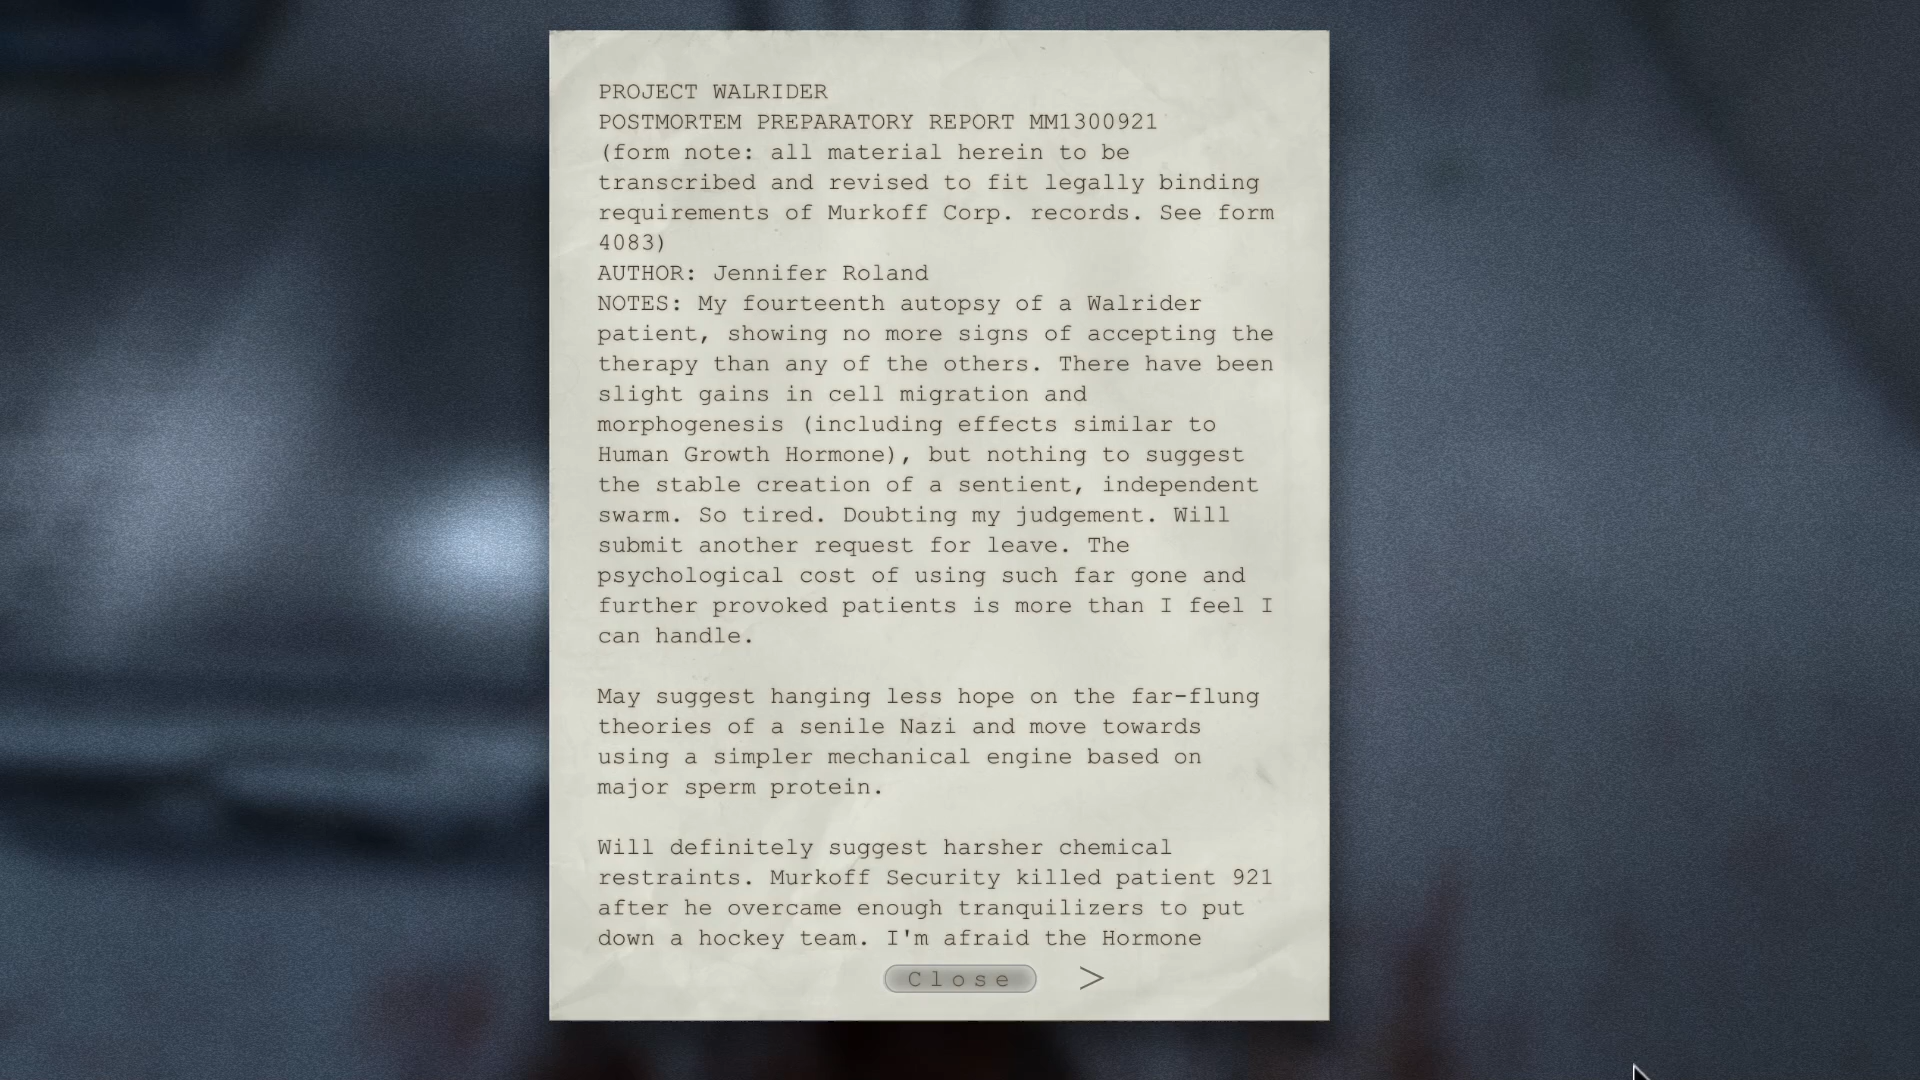 PROJECT WALRIDER
POSTMORTEM PREPARATORY REPORT MM1300921
(form note: all material herein to be
transcribed and revised to fit legally binding
requirements of Murkoff Corp. records. See form
4083)
AUTHOR: Jennifer Roland
NOTES: My fourteenth autopsy of a Walrider
patient, showing no more signs of accepting the
therapy than any of the others. There have been
slight gains in cell migration and
morphogenesis (including effects similar to
Human Growth Hormone), but nothing to suggest
the stable creation of a sentient, independent
swarm. So tired. Doubting my judgement. Will
submit another request for leave. The
psychological cost of using such far gone and
further provoked patients is more than I feel I
can handle.
May suggest hanging less hope on the far-flung
theories of a senile Nazi and move towards
using a simpler mechanical engine based on
major sperm protein.
Will definitely suggest harsher chemical
restraints. Murkoff Security killed patient 921
after he overcame enough tranquilizers to put
down a hockey team. I'm afraid the Hormone
Close >